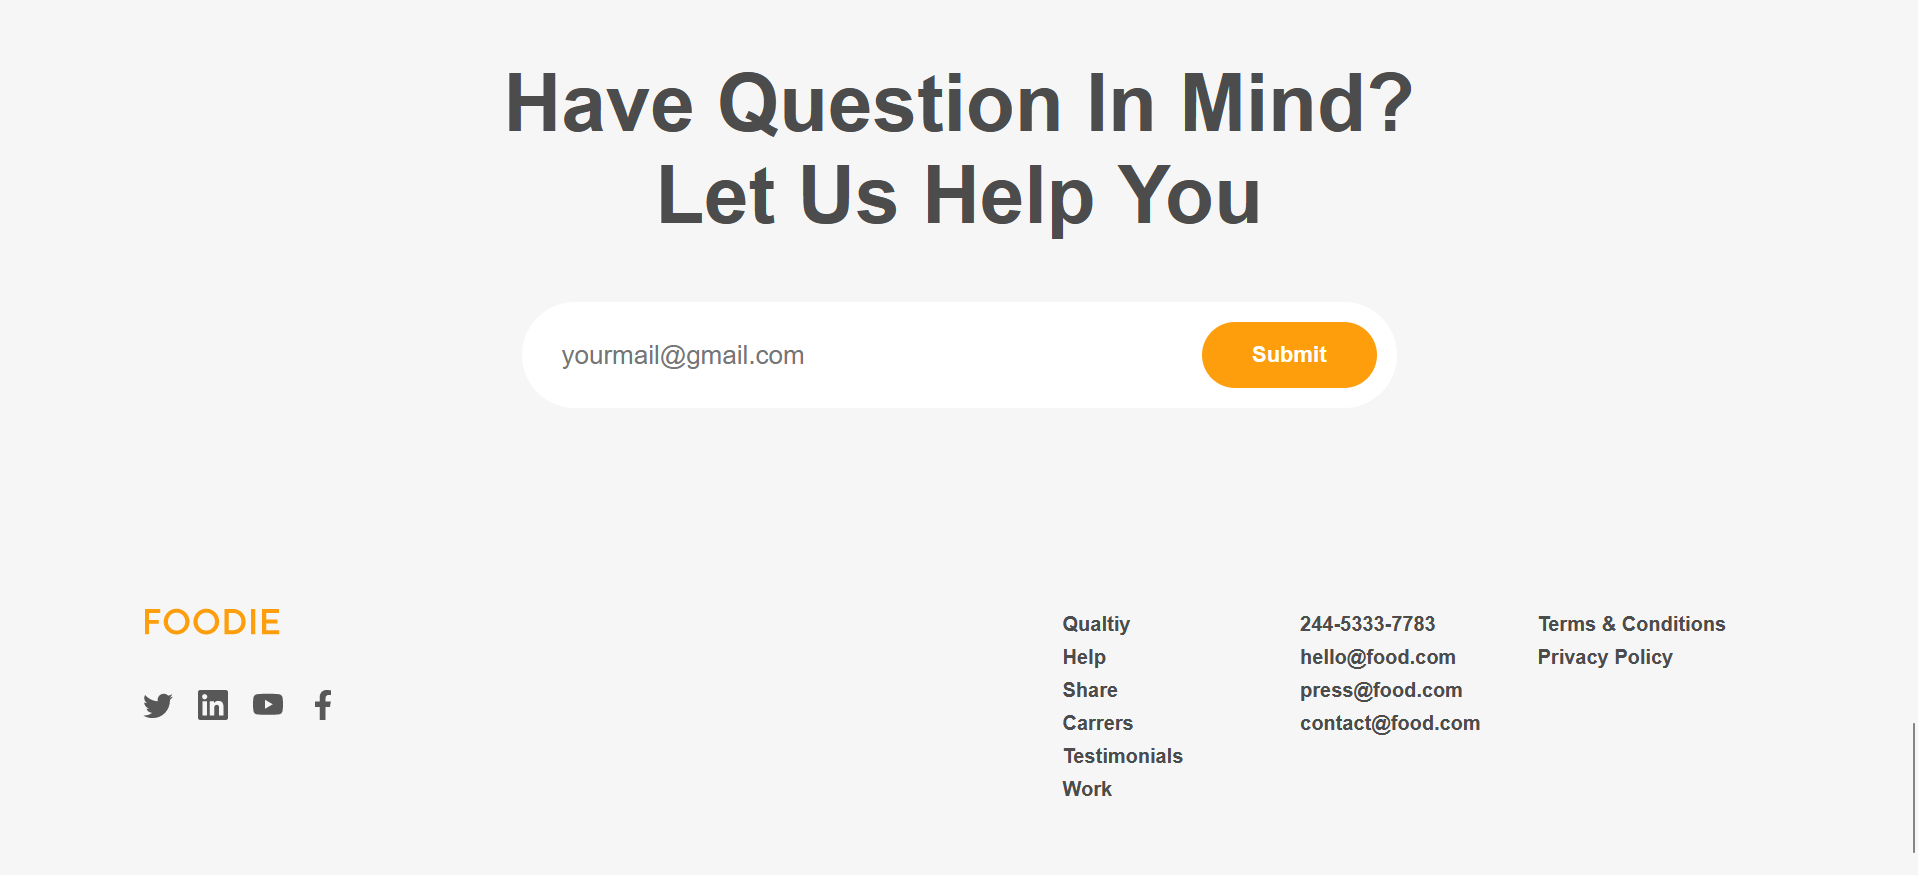 Have Question In Mind?
Let Us Help You
yourmail@gmail.com
Submit
FOODIE
Qualtiy
Help
Share
Carrers
Testimonials
Work
244-5333-7783
hello@food.com
press@food.com
contact@food.com
Terms & Conditions
Privacy Policy